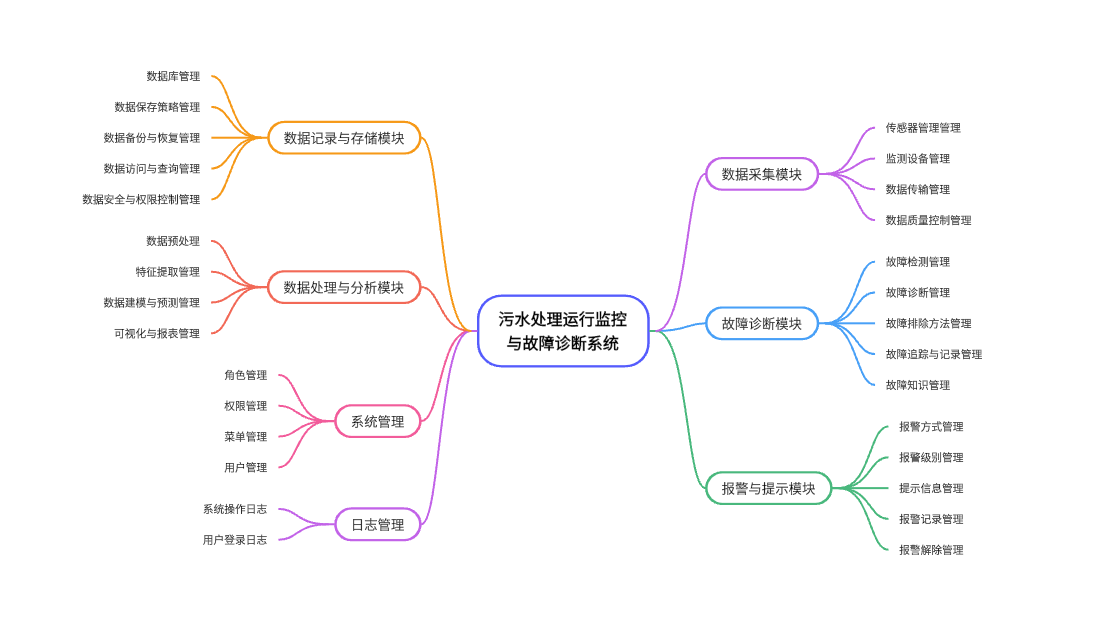 污水处理运行监控
与故障诊断系统
数据采集模块
传感器管理管理
监测设备管理
数据传输管理
数据质量控制管理
故障诊断模块
故障检测管理
故障诊断管理
故障排除方法管理
故障追踪与记录管理
故障知识管理
报警与提示模块
报警方式管理
报警级别管理
提示信息管理
报警记录管理
报警解除管理
数据记录与存储模块
数据库管理
数据保存策略管理
数据备份与恢复管理
数据访问与查询管理
数据安全与权限控制管理
数据处理与分析模块
数据预处理
特征提取管理
数据建模与预测管理
可视化与报表管理
系统管理
角色管理
权限管理
菜单管理
用户管理
日志管理
系统操作日志
用户登录日志